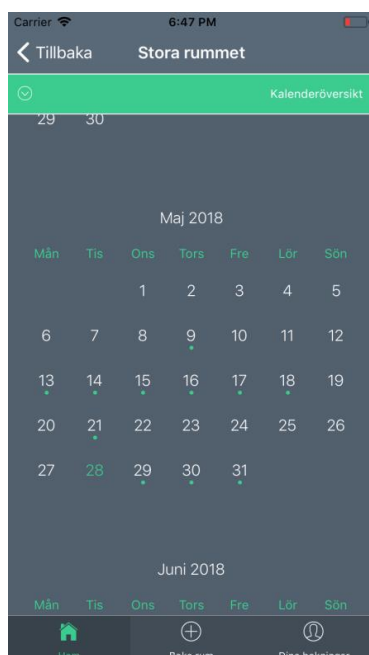 Carrier 6:47 PM
Tillbaka Stora rummet
Kalenderöversikt
29 30
Maj 2018
Mån Tis Ons Tors Fre Lör Sön
1 2 3 4 5
6 7 8 9 10 11 12
13 14 15 16 17 18 19
20 21 22 23 24 25 26
27 28 29 30 31
Juni 2018
Mån Tis Ons Tors Fre Lör Sön